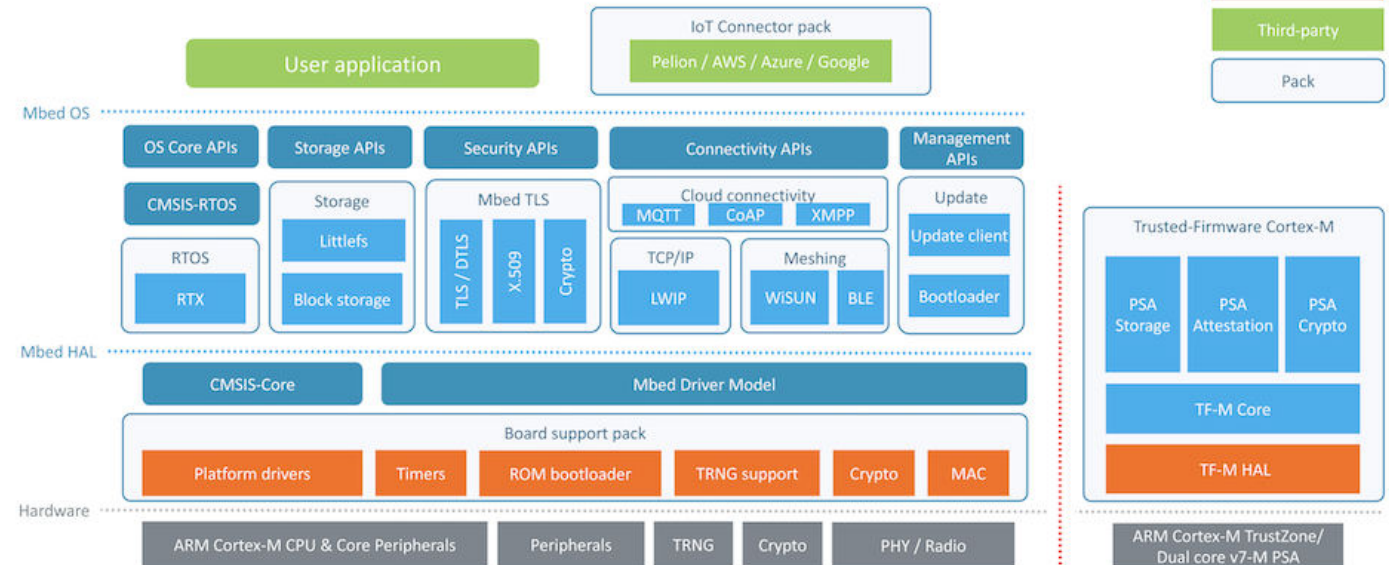 IoT Connector pack
Third-party
User application
Pelion / AWS / Azure / Google
Pack
Mbed OS
OS Core APIs
Storage APIs
Security APIs
Connectivity APIs
Management
APIs
CMSIS-RTOS
Storage
Mbed TLS
Cloud connectivity
MQTT
CoAP
XMPP
Update
Littlefs
TLS / DTLS
X.509
Crypto
Update client
RTOS
TCP/IP
Meshing
RTX
Block storage
LWIP
WiSUN
BLE
Bootloader
Trusted-Firmware Cortex-M
PSA
Storage
PSA
Attestation
PSA
Crypto
Mbed HAL
CMSIS-Core
Mbed Driver Model
TF-M Core
Board support pack
Platform drivers
Timers
ROM bootloader
TRNG support
Crypto
MAC
TF-M HAL
Hardware
ARM Cortex-M CPU & Core Peripherals
Peripherals
TRNG
Crypto
PHY / Radio
ARM Cortex-M TrustZone/
Dual core v7-M PSA